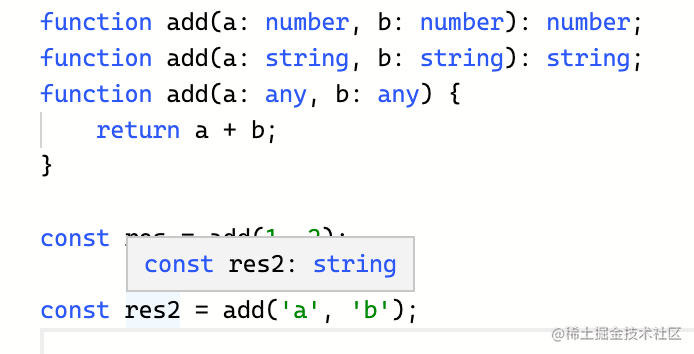 function add(a: number, b: number): number;
function add(a: string, b: string): string;
function add(a: any, b: any) {
    return a + b;
}
const res = add(1, 2);
const res2: string
const res2 = add('a', 'b');
@稀土掘金技术社区